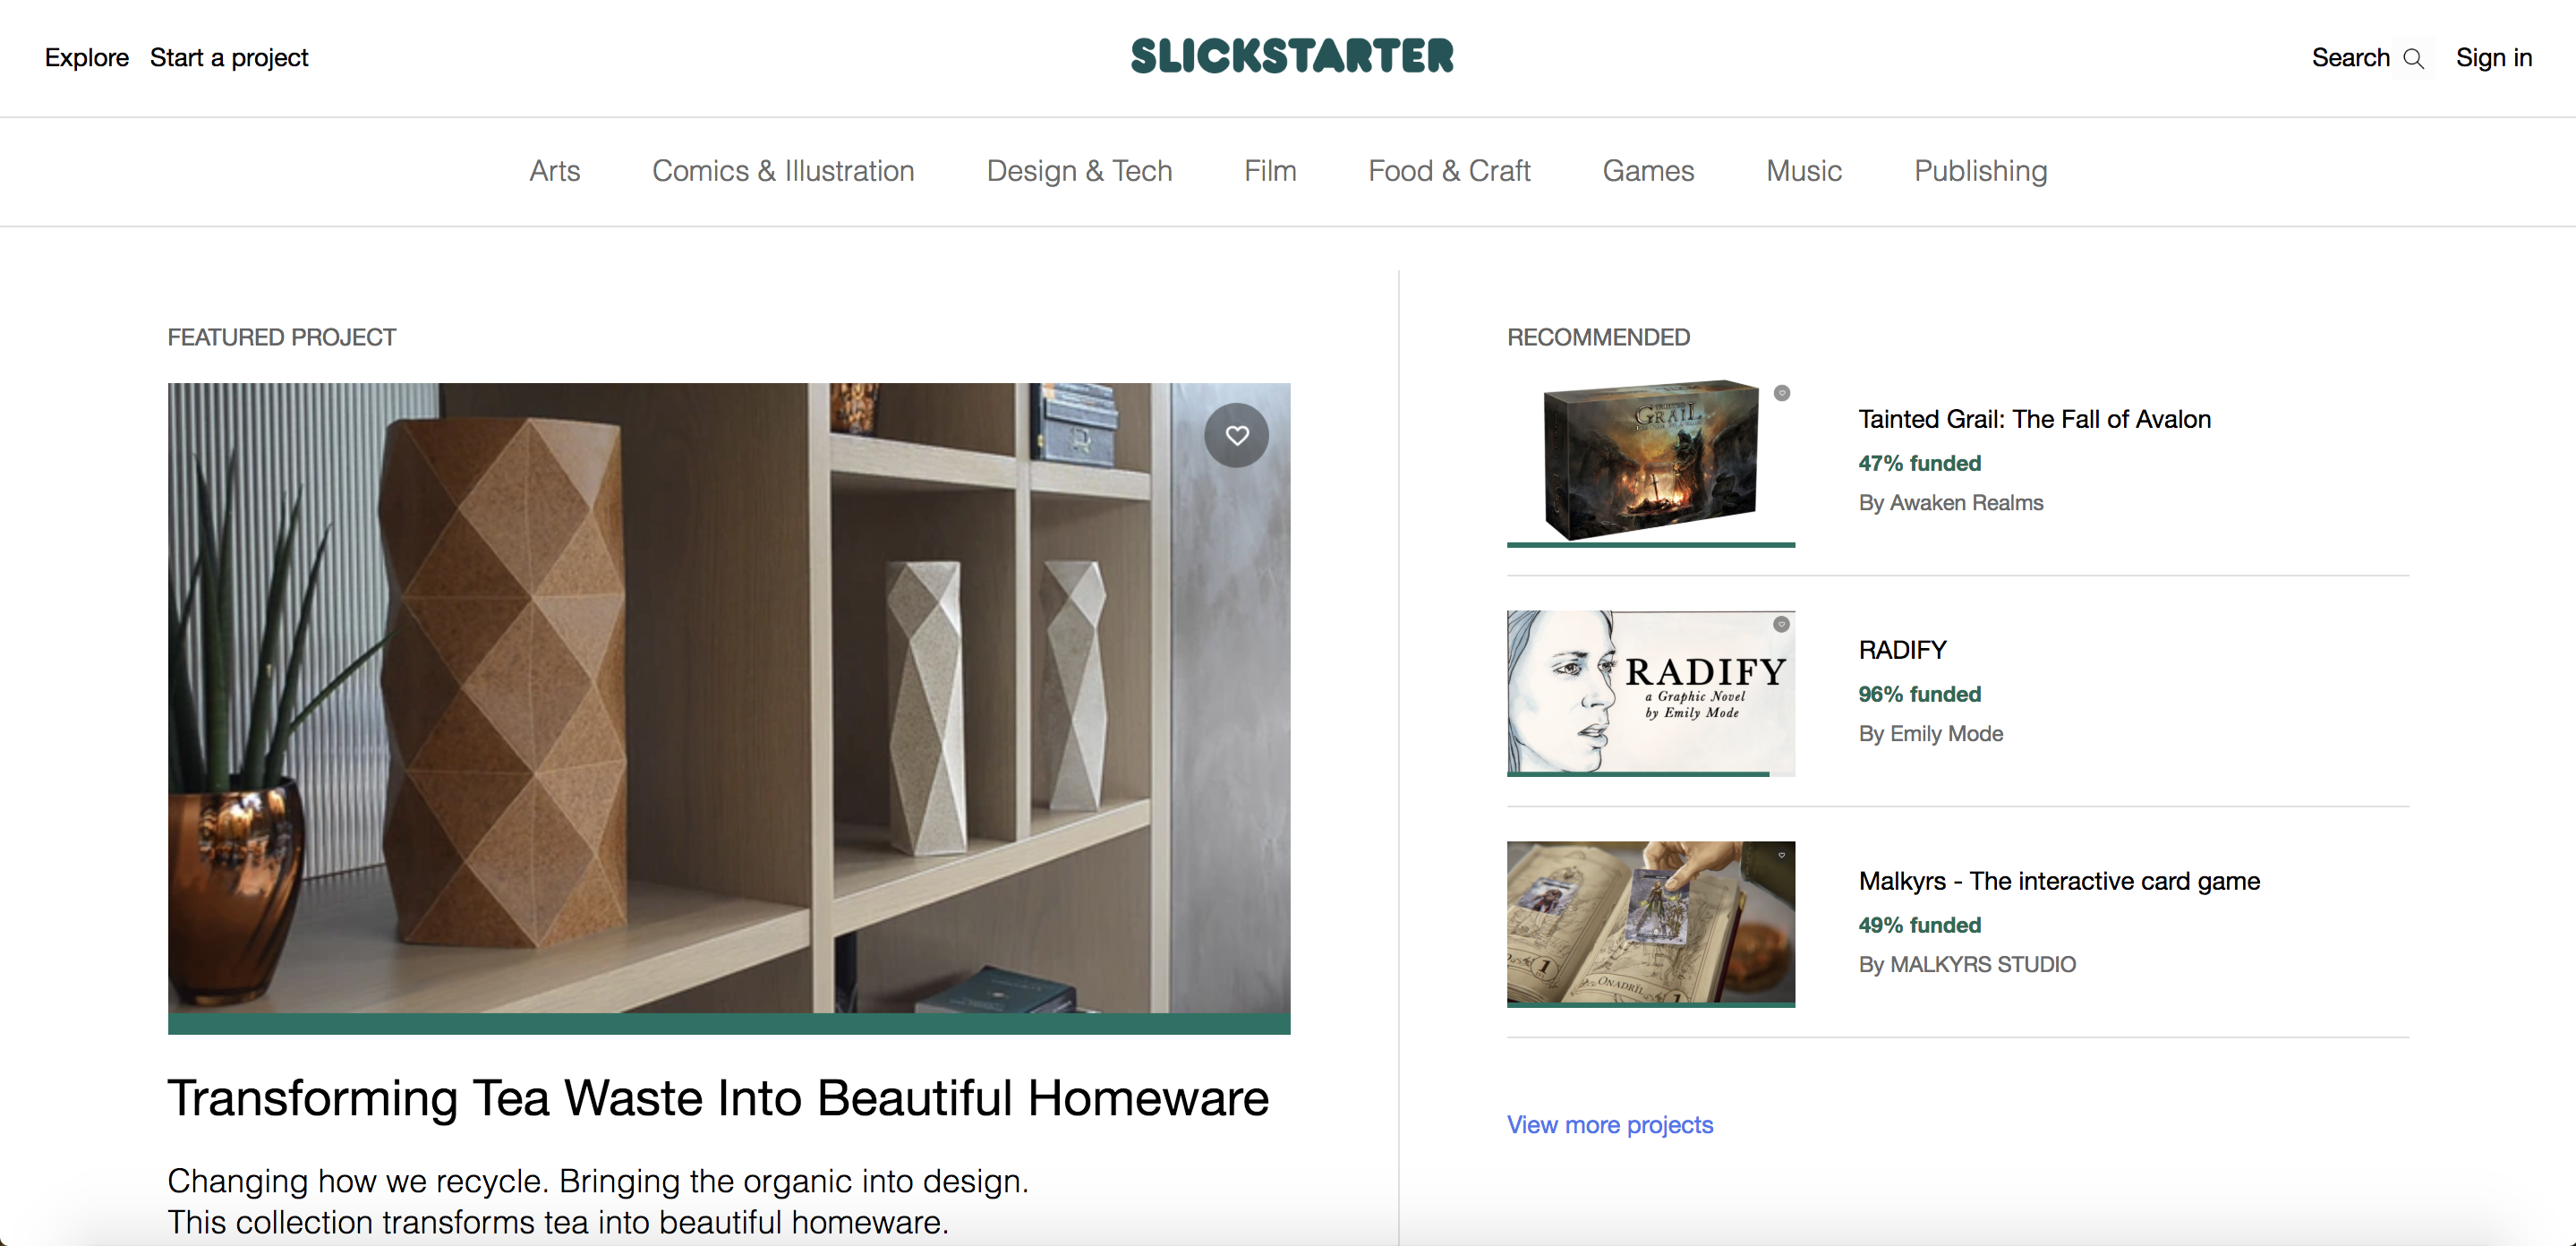 Explore Start a project
SLICKSTARTER
Search Sign in
Arts Comics & Illustration Design & Tech Film Food & Craft Games Music Publishing
FEATURED PROJECT
Transforming Tea Waste Into Beautiful Homeware
Changing how we recycle. Bringing the organic into design.
This collection transforms tea into beautiful homeware.
RECOMMENDED
GRAIL
Tainted Grail: The Fall of Avalon
47% funded
By Awaken Realms
RADIFY
a Graphic Novel
by Emily Mode
RADIFY
96% funded
By Emily Mode
1
ONADRIL
1
Malkyrs - The interactive card game
49% funded
By MALKYRS STUDIO
View more projects